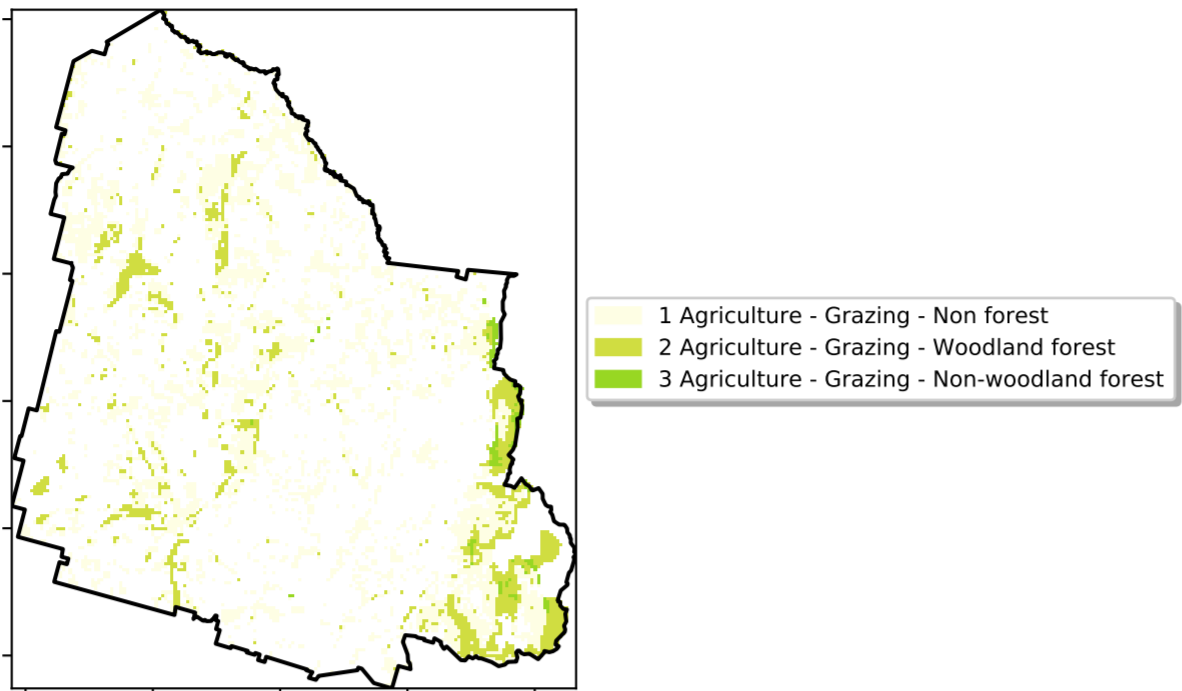 1 Agriculture - Grazing - Non forest
2 Agriculture - Grazing - Woodland forest
3 Agriculture - Grazing - Non-woodland forest